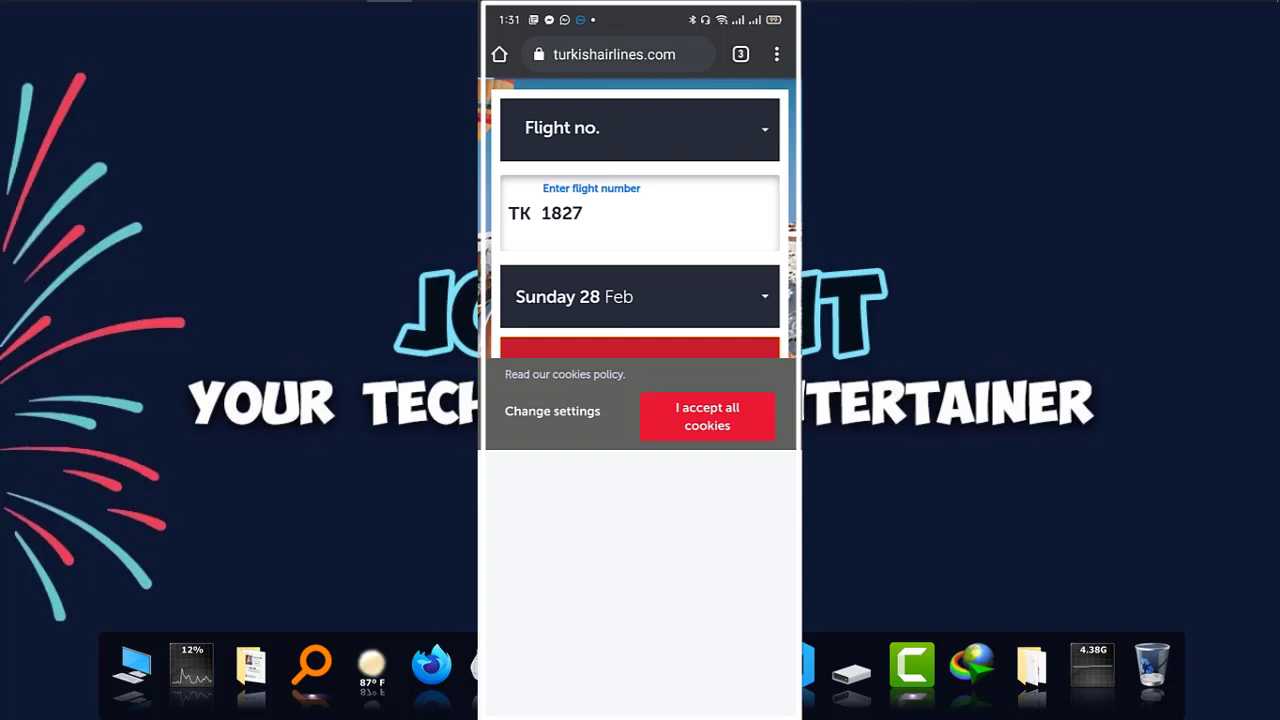 1:31
99
turkishairlines.com
3
Flight no.
Enter flight number
TK 1827
Sunday 28 Feb
Read our cookies policy.
Change settings
I accept all
cookies
YOUR TECH
TERTAINER
12%
87° F
4.38G